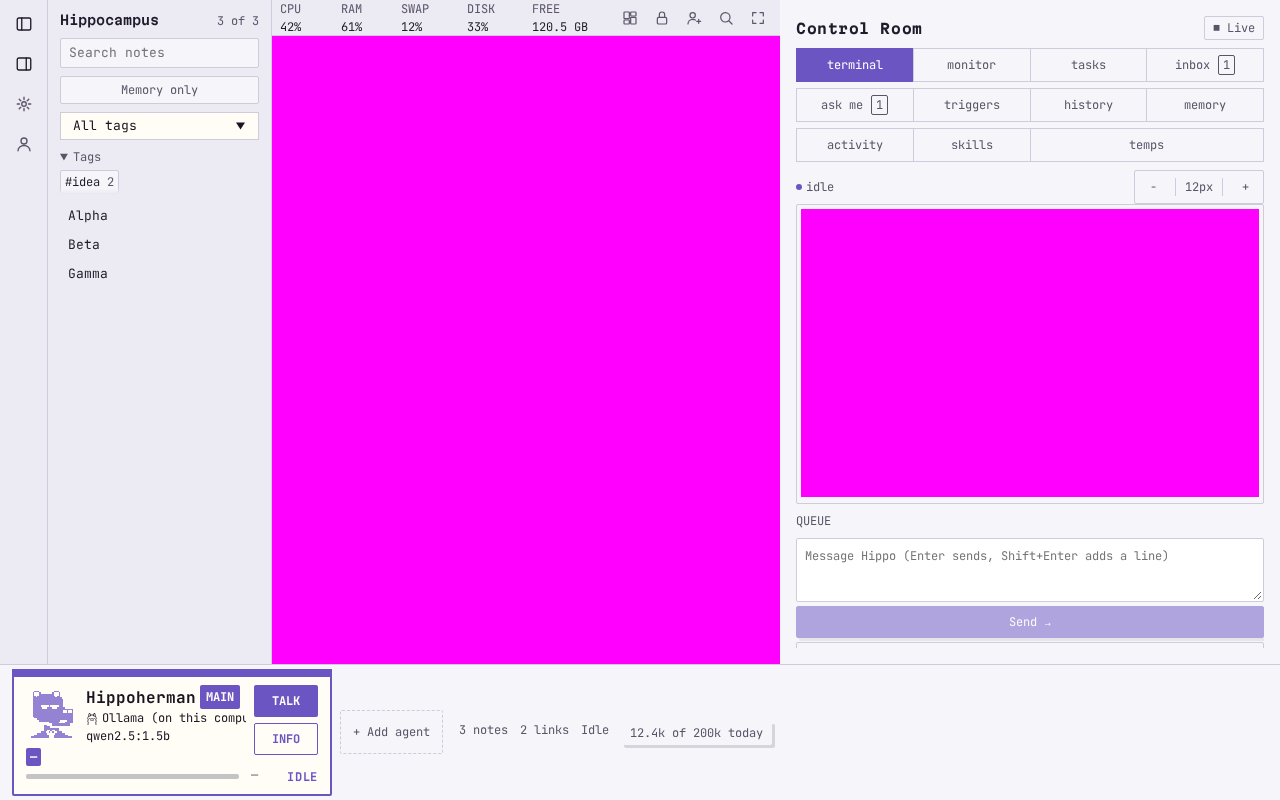 Hippocampus 3 of 3
Search notes
Memory only
All tags
Tags
#idea 2
Alpha
Beta
Gamma
CPU RAM SWAP DISK FREE
42% 61% 12% 33% 120.5 GB
Control Room Live
terminal monitor tasks inbox 1
ask me 1 triggers history memory
activity skills temps
idle - 12px +
QUEUE
Message Hippo (Enter sends, Shift+Enter adds a line)
Send →
Hippoherman MAIN TALK
Ollama (on this compu
qwen2.5:1.5b INFO
—
— IDLE
+ Add agent 3 notes 2 links Idle 12.4k of 200k today